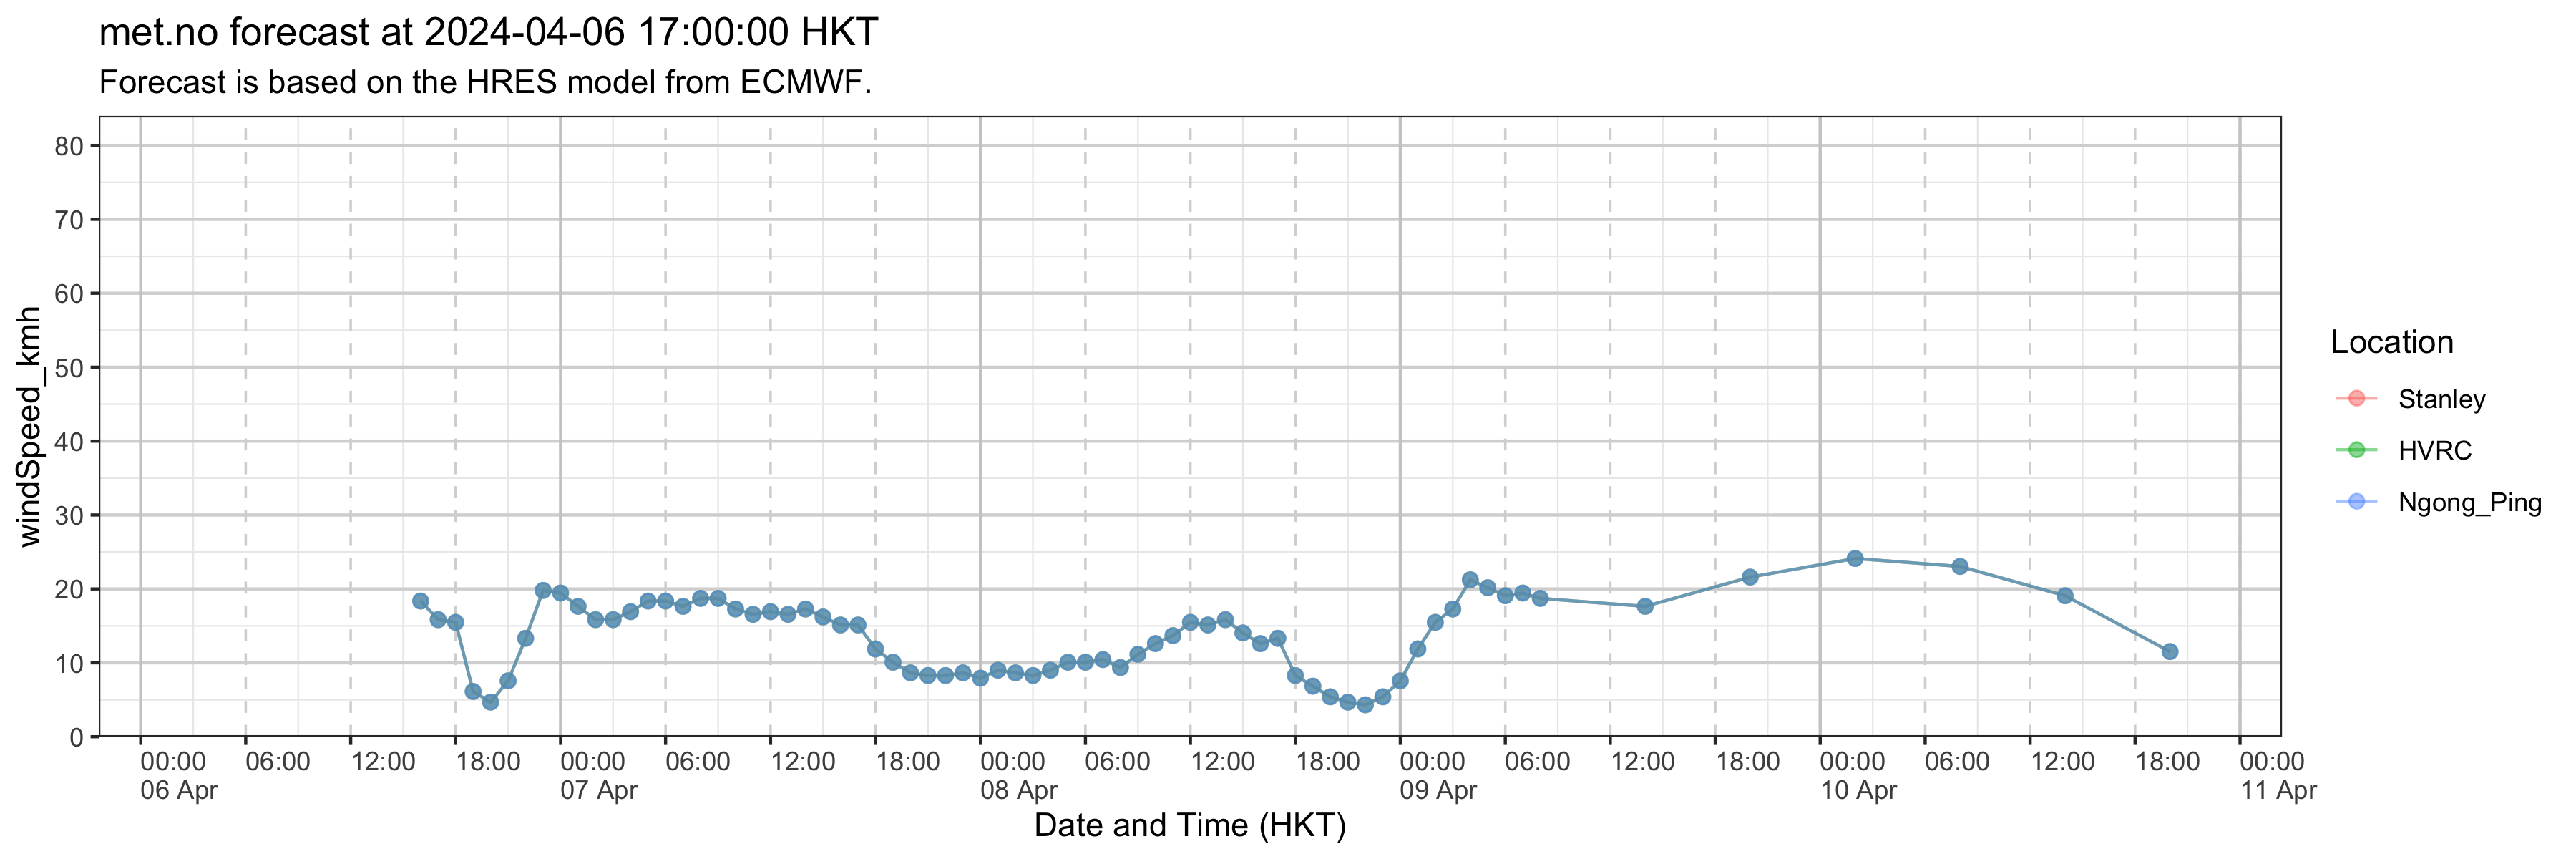 met.no forecast at 2024-04-06 17:00:00 HKT
Forecast is based on the HRES model from ECMWF.
windSpeed_kmh
80
70
60
50
40
30
20
10
0
00:00 06:00 12:00 18:00 00:00 06:00 12:00 18:00 00:00 06:00 12:00 18:00 00:00 06:00 12:00 18:00 00:00 06:00 12:00 18:00 00:00
06 Apr 07 Apr 08 Apr 09 Apr 10 Apr 11 Apr
Date and Time (HKT)
Location
Stanley
HVRC
Ngong_Ping